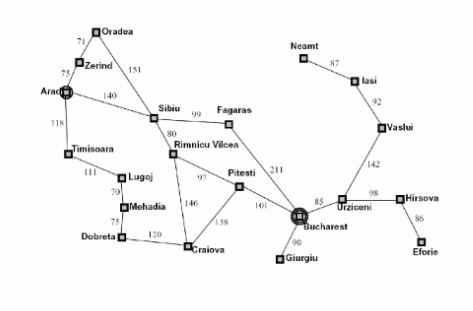 Oradea
Neamt
71
87
Zerind
Iasi
151
75
Arad
140
92
Sibiu
99
Fagaras
118
Vaslui
80
Timisoara
Rimnicu Vilcea
142
111
Lugoj
97
Pitesti
211
70
98
Hirsova
146
101
85
Urziceni
Mehadia
138
86
75
Bucharest
Dobreta
120
90
Craiova
Eforie
Giurgiu